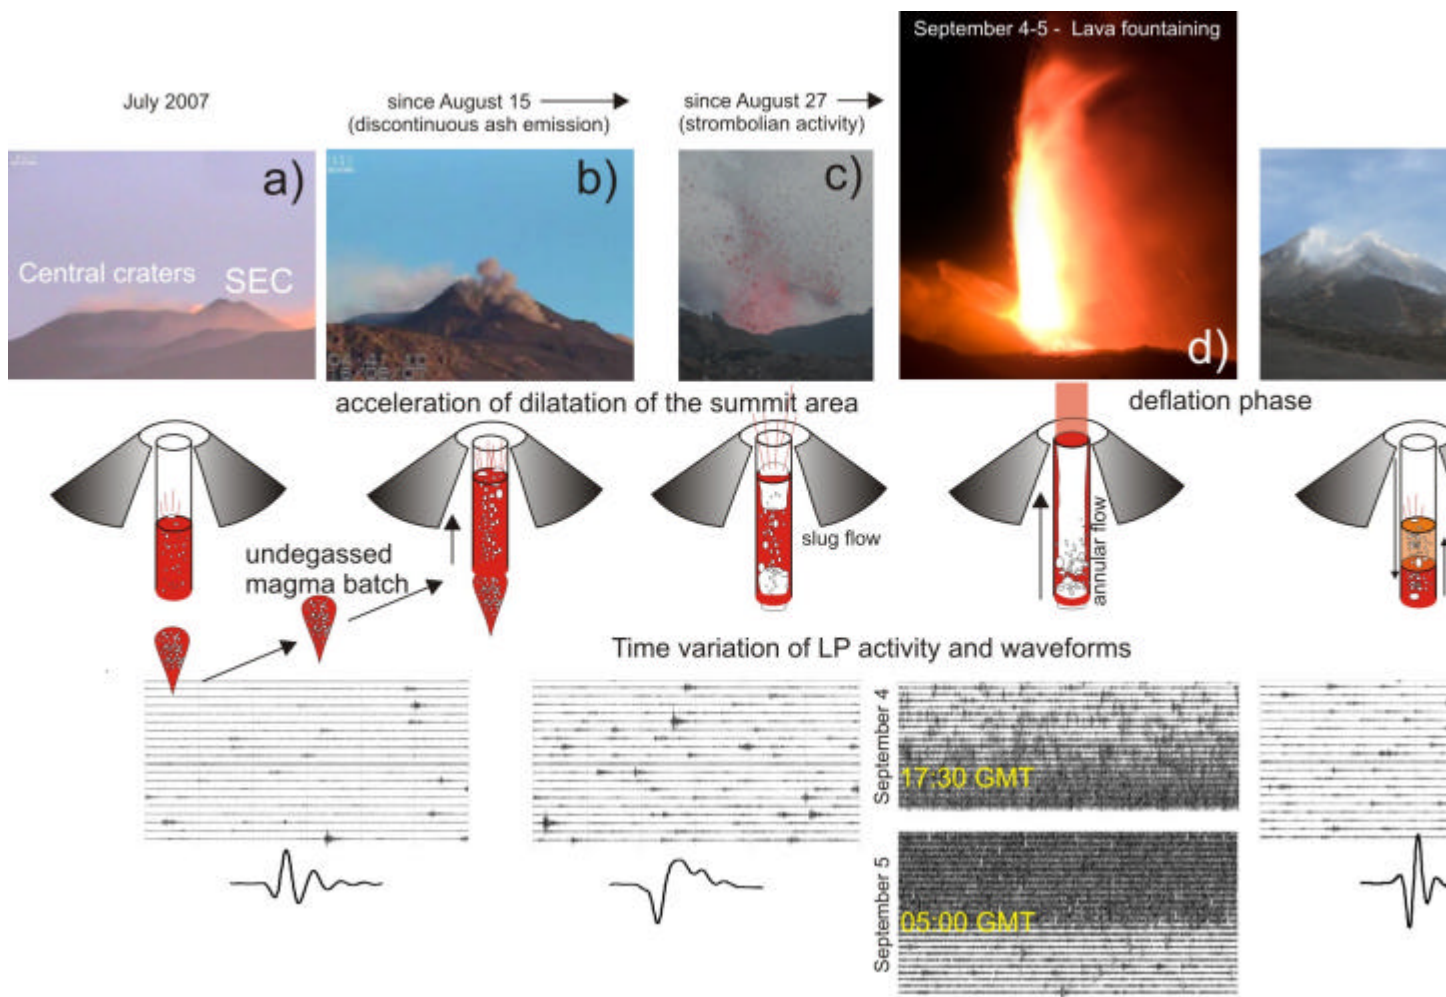 September 4-5 - Lava fountaining
July 2007
since August 15
(discontinuous ash emission)
since August 27
(strombolian activity)
a)
b)
c)
d)
Central craters
SEC
acceleration of dilatation of the summit area
deflation phase
undegassed
magma batch
slug flow
annular flow
Time variation of LP activity and waveforms
September 4
17:30 GMT
September 5
05:00 GMT